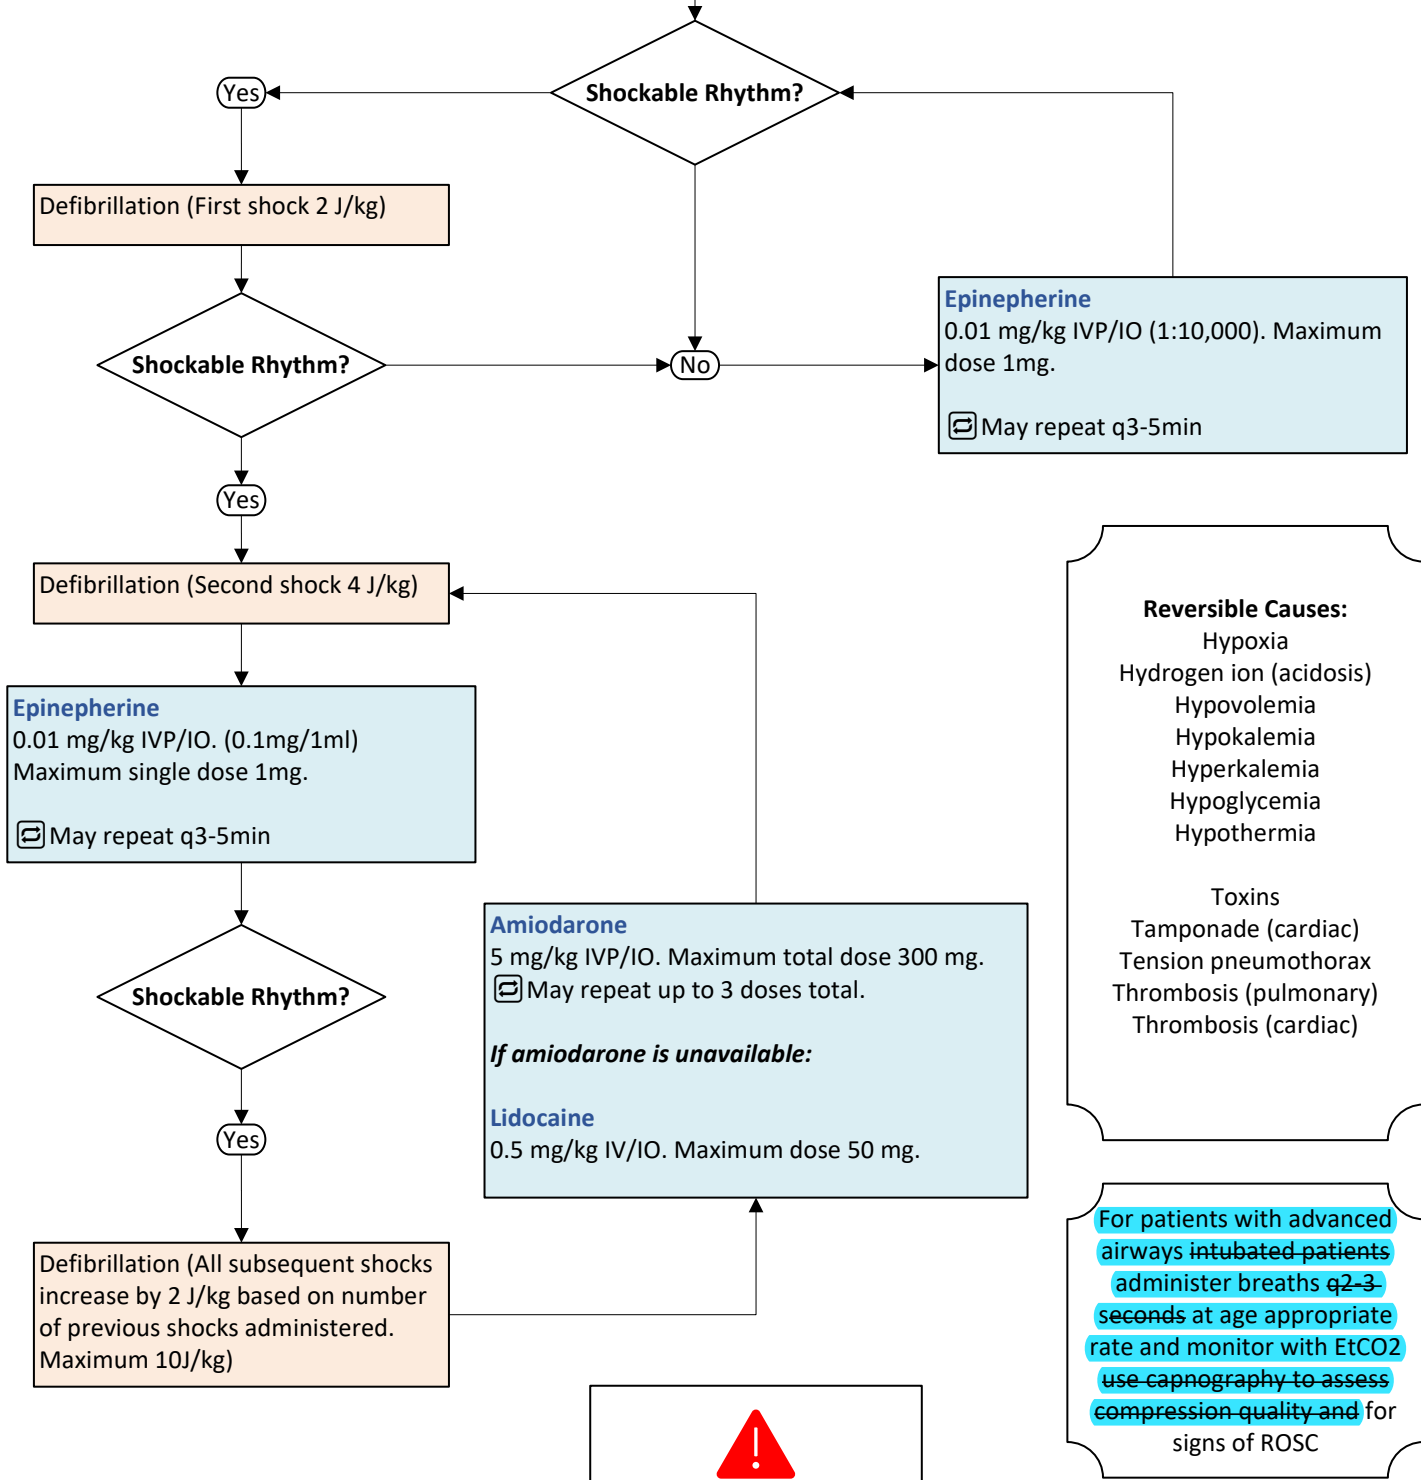 Shockable Rhythm?
Yes
Defibrillation (First shock 2 J/kg)
Shockable Rhythm?
No
Epinepherine
0.01 mg/kg IVP/IO (1:10,000). Maximum
dose 1mg.
May repeat q3-5min
Yes
Defibrillation (Second shock 4 J/kg)
Epinepherine
0.01 mg/kg IVP/IO. (0.1mg/1ml)
Maximum single dose 1mg.
May repeat q3-5min
Shockable Rhythm?
Yes
Defibrillation (All subsequent shocks
increase by 2 J/kg based on number
of previous shocks administered.
Maximum 10J/kg)
Amiodarone
5 mg/kg IVP/IO. Maximum total dose 300 mg.
May repeat up to 3 doses total.
If amiodarone is unavailable:
Lidocaine
0.5 mg/kg IV/IO. Maximum dose 50 mg.
Reversible Causes:
Hypoxia
Hydrogen ion (acidosis)
Hypovolemia
Hypokalemia
Hyperkalemia
Hypoglycemia
Hypothermia
Toxins
Tamponade (cardiac)
Tension pneumothorax
Thrombosis (pulmonary)
Thrombosis (cardiac)
For patients with advanced
airways intubated patients
administer breaths q2-3
seconds at age appropriate
rate and monitor with EtCO2
use capnography to assess
compression quality and for
signs of ROSC